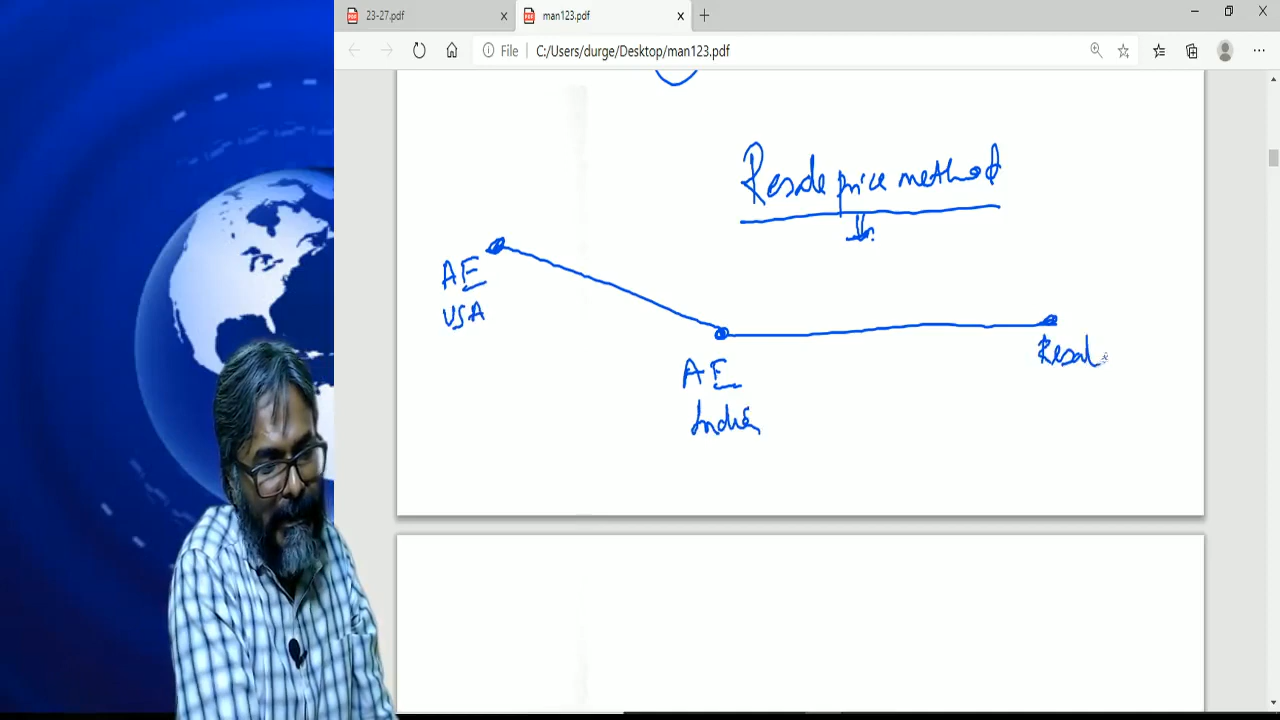 23-27.pdf
man123.pdf
File
C:/Users/durge/Desktop/man123.pdf
Resale price method
AE
USA
AE
India
Resal